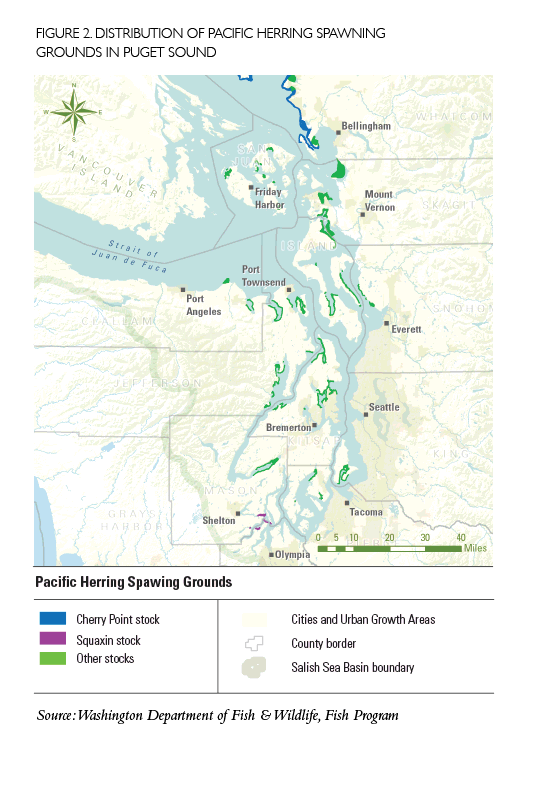 FIGURE 2. DISTRIBUTION OF PACIFIC HERRING SPAWNING
GROUNDS IN PUGET SOUND
N
W E
S
WHATCOM
Bellingham
VANCOUVER
ISLAND
SAN
JUAN
Friday
Harbor
Mount
Vernon
SKAGIT
ISLAND
Strait of
Juan de Fuca
Port
Townsend
Port
Angeles
SNOHO
CLALLAM
Everett
JEFFERSON
Seattle
Bremerton
KITSAP
KING
MASON
GRAYS
HARBOR
Shelton
Tacoma
0 5 10 20 30 40
Miles
Olympia
Pacific Herring Spawing Grounds
Cherry Point stock
Squaxin stock
Other stocks
Cities and Urban Growth Areas
County border
Salish Sea Basin boundary
Source: Washington Department of Fish & Wildlife, Fish Program